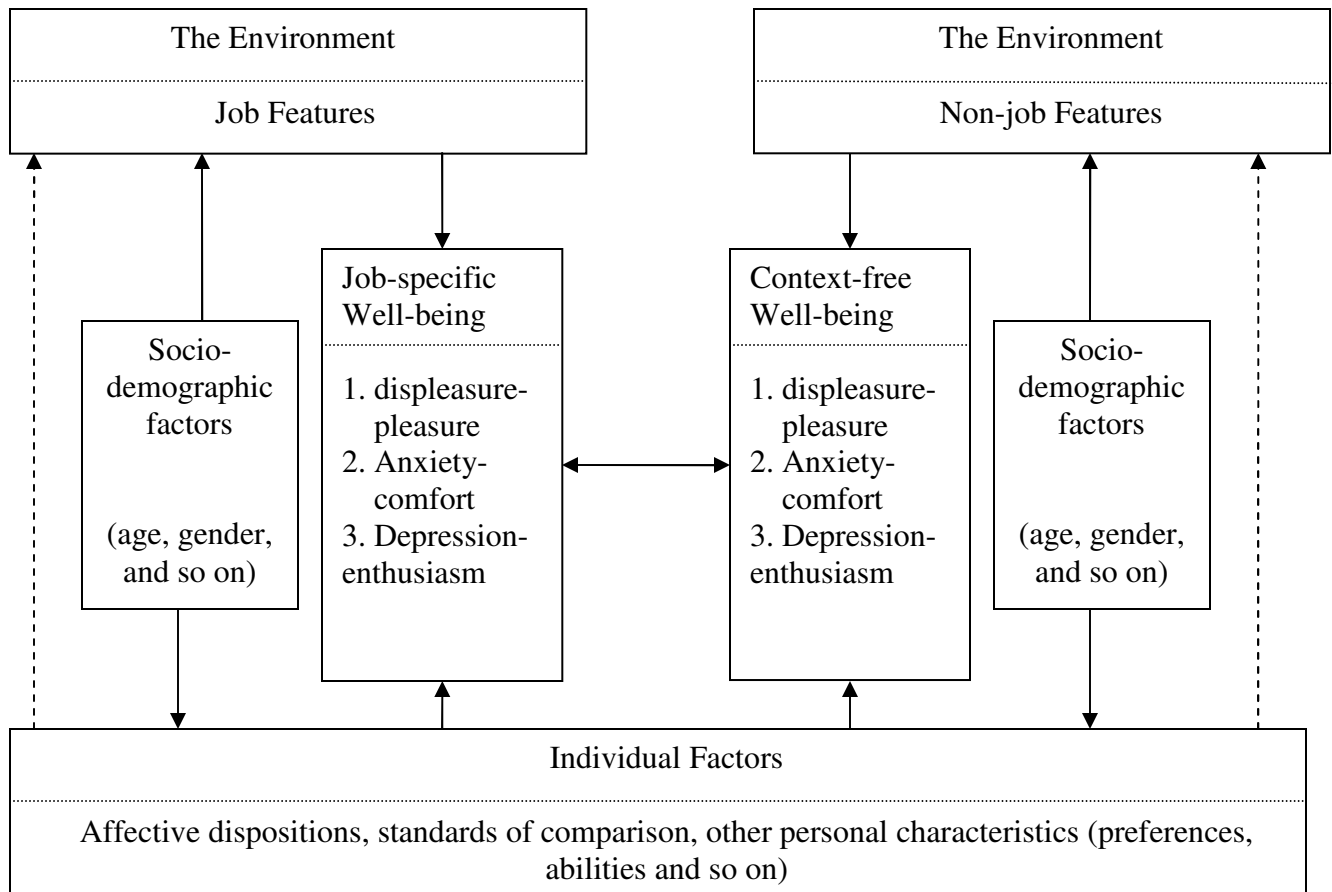 The Environment
Job Features
The Environment
Non-job Features
Socio-
demographic
factors
(age, gender,
and so on)
Job-specific
Well-being
1. displeasure-
pleasure
2. Anxiety-
comfort
3. Depression-
enthusiasm
Context-free
Well-being
1. displeasure-
pleasure
2. Anxiety-
comfort
3. Depression-
enthusiasm
Socio-
demographic
factors
(age, gender,
and so on)
Individual Factors
Affective dispositions, standards of comparison, other personal characteristics (preferences,
abilities and so on)